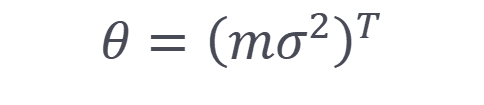 θ = (mσ²)ᵀ